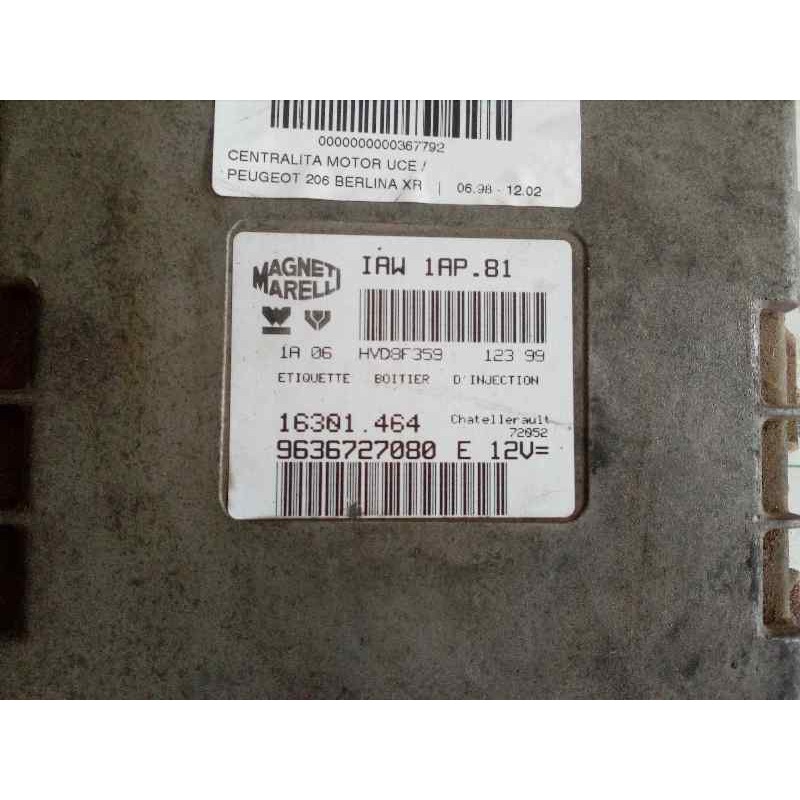 0000000000367792
CENTRALITA MOTOR UCE /
PEUGEOT 206 BERLINA XR | 06.98 - 12.02
MAGNETI MARELLI
IAW 1AP.81
1A 06 HVD8F359 123 99
ETIQUETTE BOITIER D'INJECTION
16301.464 Chatellerault
72052
9636727080 E 12V=